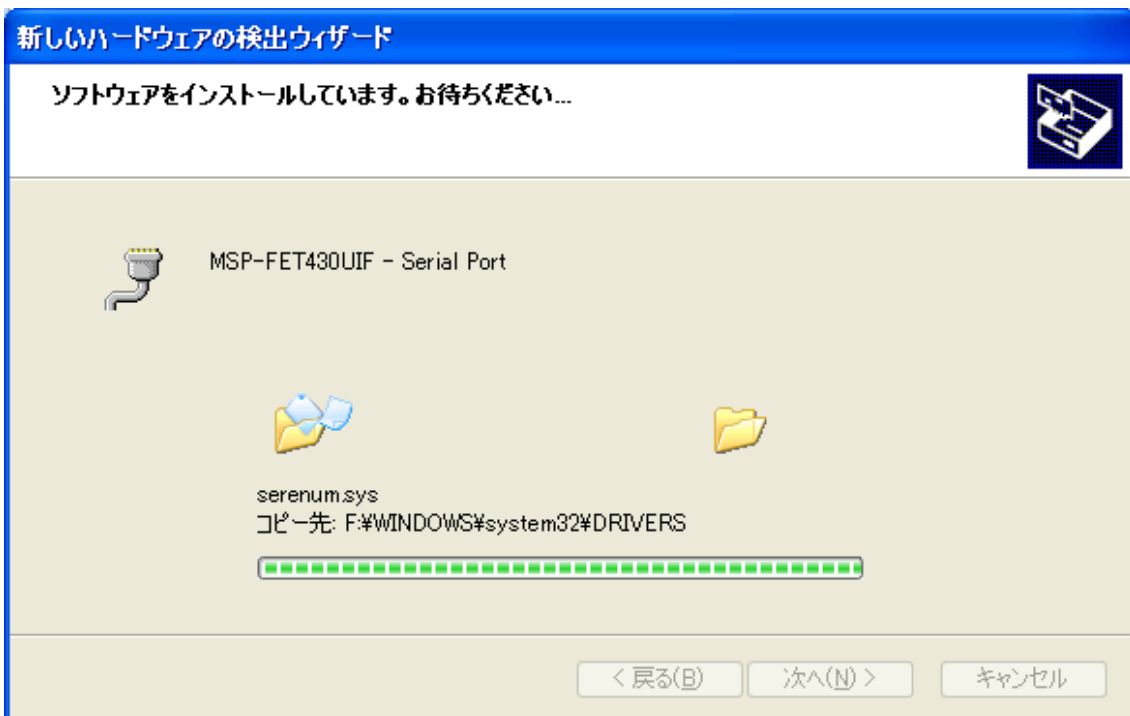 新しいハードウェアの検出ウィザード
ソフトウェアをインストールしています。お待ちください...
MSP-FET430UIF - Serial Port
serenum.sys
コピー先: F:¥WINDOWS¥system32¥DRIVERS
< 戻る(B)
次へ(N) >
キャンセル